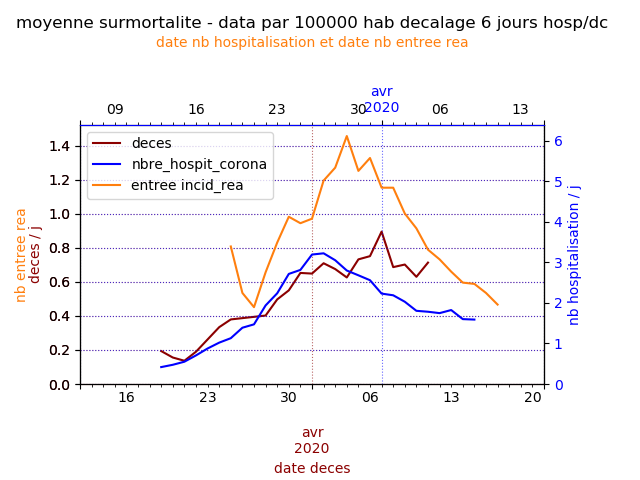 moyenne surmortalite - data par 100000 hab decalage 6 jours hosp/dc
date nb hospitalisation et date nb entree rea
avr
2020
09 16 23 30 06 13
deces
nbre_hospit_corona
entree incid_rea
1.4
1.2
1.0
0.8
0.6
0.4
0.2
0.0
nb entree rea
deces / j
6
5
4
3
2
1
0
nb hospitalisation / j
16 23 30 06 13 20
avr
2020
date deces